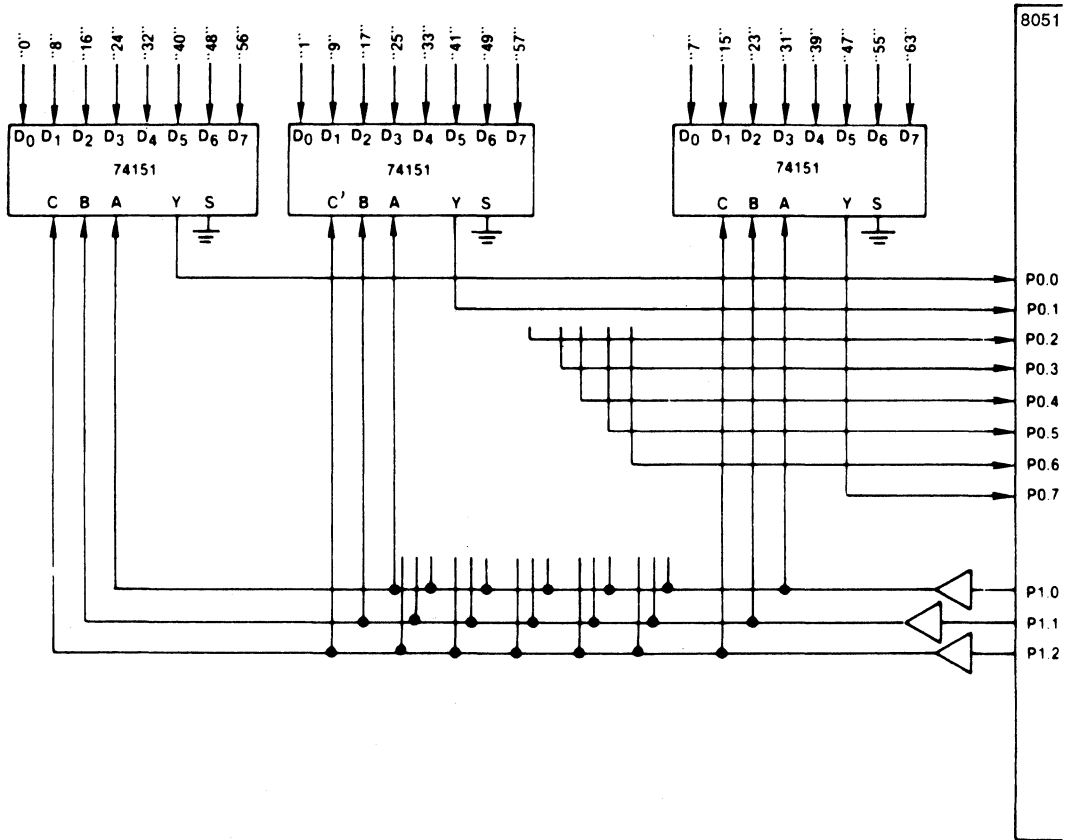 8051
"0" "8" "16" "24" "32" "40" "48" "56"
"1" "9" "17" "25" "33" "41" "49" "57"
"7" "15" "23" "31" "39" "47" "55" "63"
D0 D1 D2 D3 D4 D5 D6 D7
74151
C B A Y S
D0 D1 D2 D3 D4 D5 D6 D7
74151
C' B A Y S
D0 D1 D2 D3 D4 D5 D6 D7
74151
C B A Y S
P0.0
P0.1
P0.2
P0.3
P0.4
P0.5
P0.6
P0.7
P1.0
P1.1
P1.2